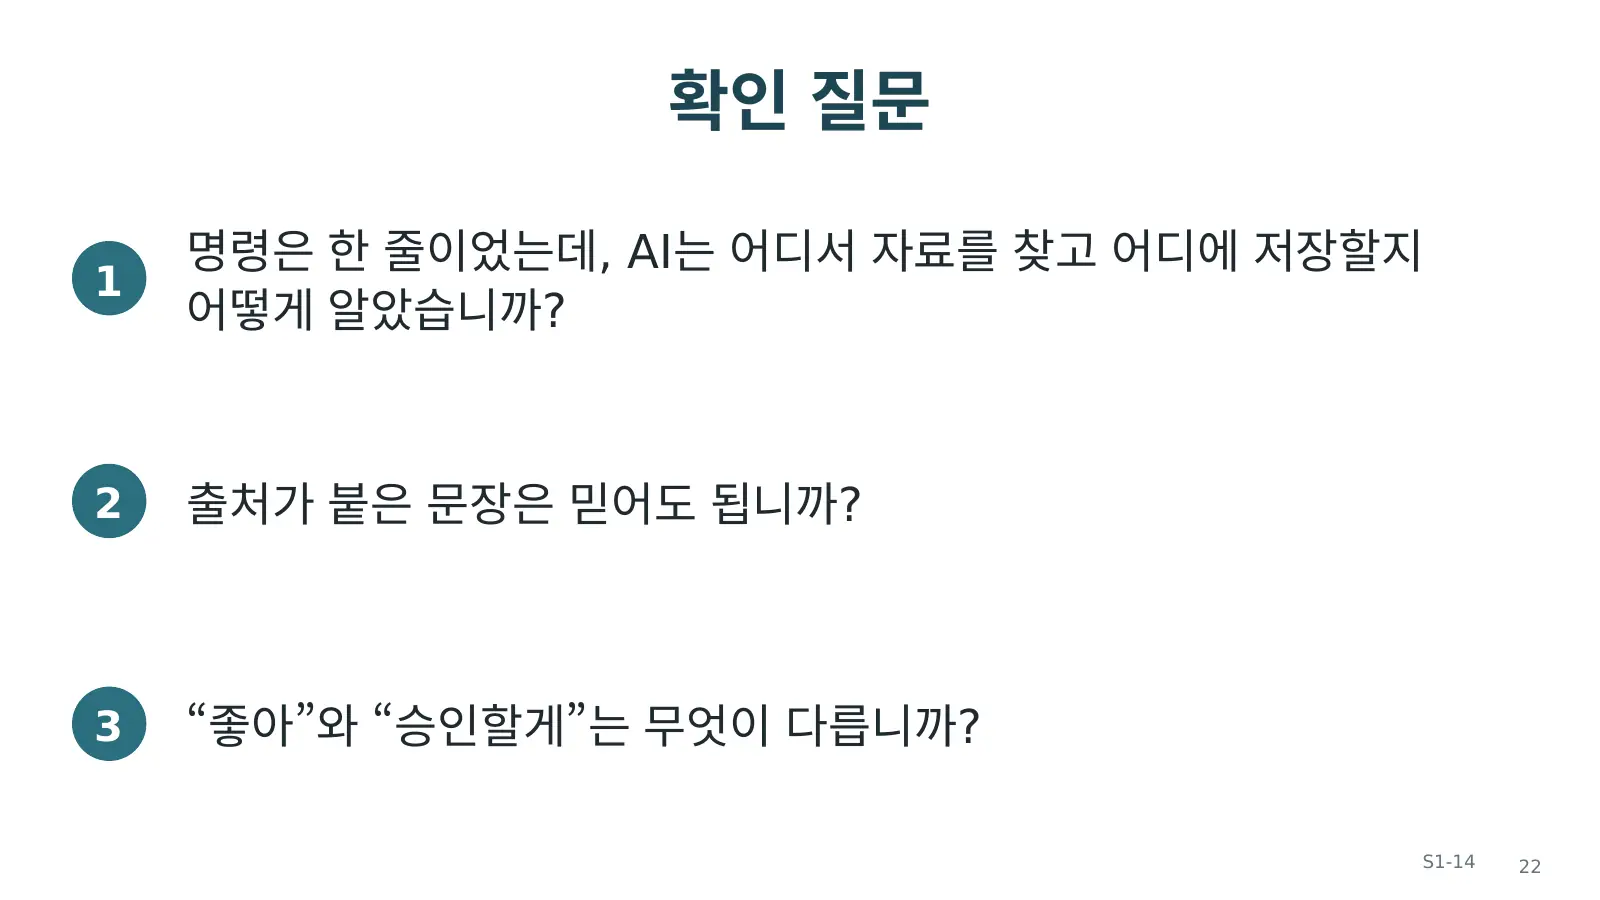 확인 질문
1
명령은 한 줄이었는데, AI는 어디서 자료를 찾고 어디에 저장할지
어떻게 알았습니까?
2
출처가 붙은 문장은 믿어도 됩니까?
3
“좋아”와 “승인할게”는 무엇이 다릅니까?
S1-14
22